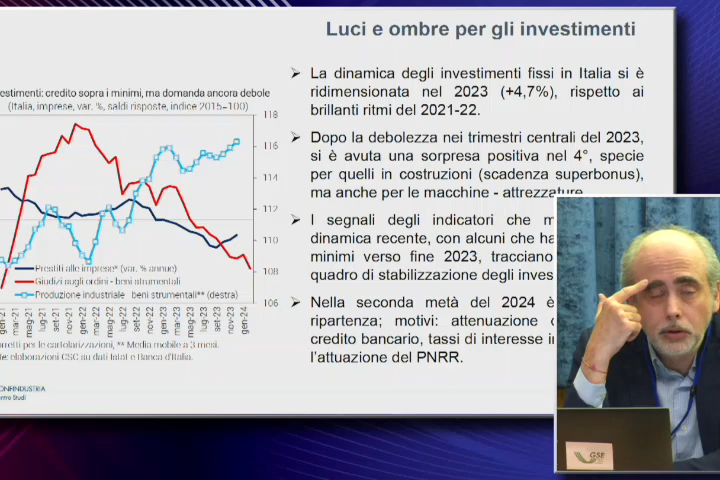 Luci e ombre per gli investimenti
estimenti: credito sopra i minimi, ma domanda ancora debole
(Italia, imprese, var. %, saldi risposte, indice 2015=100)
118
116
114
112
110
108
106
Prestiti alle imprese* (var. % annue)
Giudizi sugli ordini - beni strumentali
Produzione industriale - beni strumentali** (destra)
gen-21
mar-21
mag-21
lug-21
set-21
nov-21
gen-22
mar-22
mag-22
lug-22
set-22
nov-22
gen-23
mar-23
mag-23
lug-23
set-23
nov-23
gen-24
rretti per le cartolarizzazioni, ** Media mobile a 3 mesi.
te: elaborazioni CSC su dati Istat e Banca d'Italia.
ONFINDUSTRIA
entro Studi
➢ La dinamica degli investimenti fissi in Italia si è
ridimensionata nel 2023 (+4,7%), rispetto ai
brillanti ritmi del 2021-22.
➢ Dopo la debolezza nei trimestri centrali del 2023,
si è avuta una sorpresa positiva nel 4°, specie
per quelli in costruzioni (scadenza superbonus),
ma anche per le macchine - attrezzature.
➢ I segnali degli indicatori che m
dinamica recente, con alcuni che ha
minimi verso fine 2023, tracciano
quadro di stabilizzazione degli inves
➢ Nella seconda metà del 2024 è
ripartenza; motivi: attenuazione
credito bancario, tassi di interesse in
l'attuazione del PNRR.
GSE